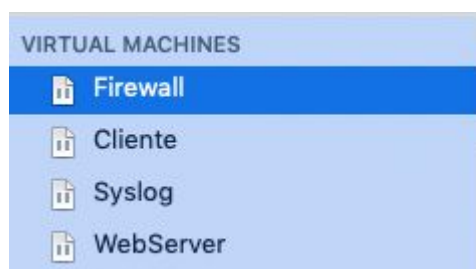 VIRTUAL MACHINES
Firewall
Cliente
Syslog
WebServer